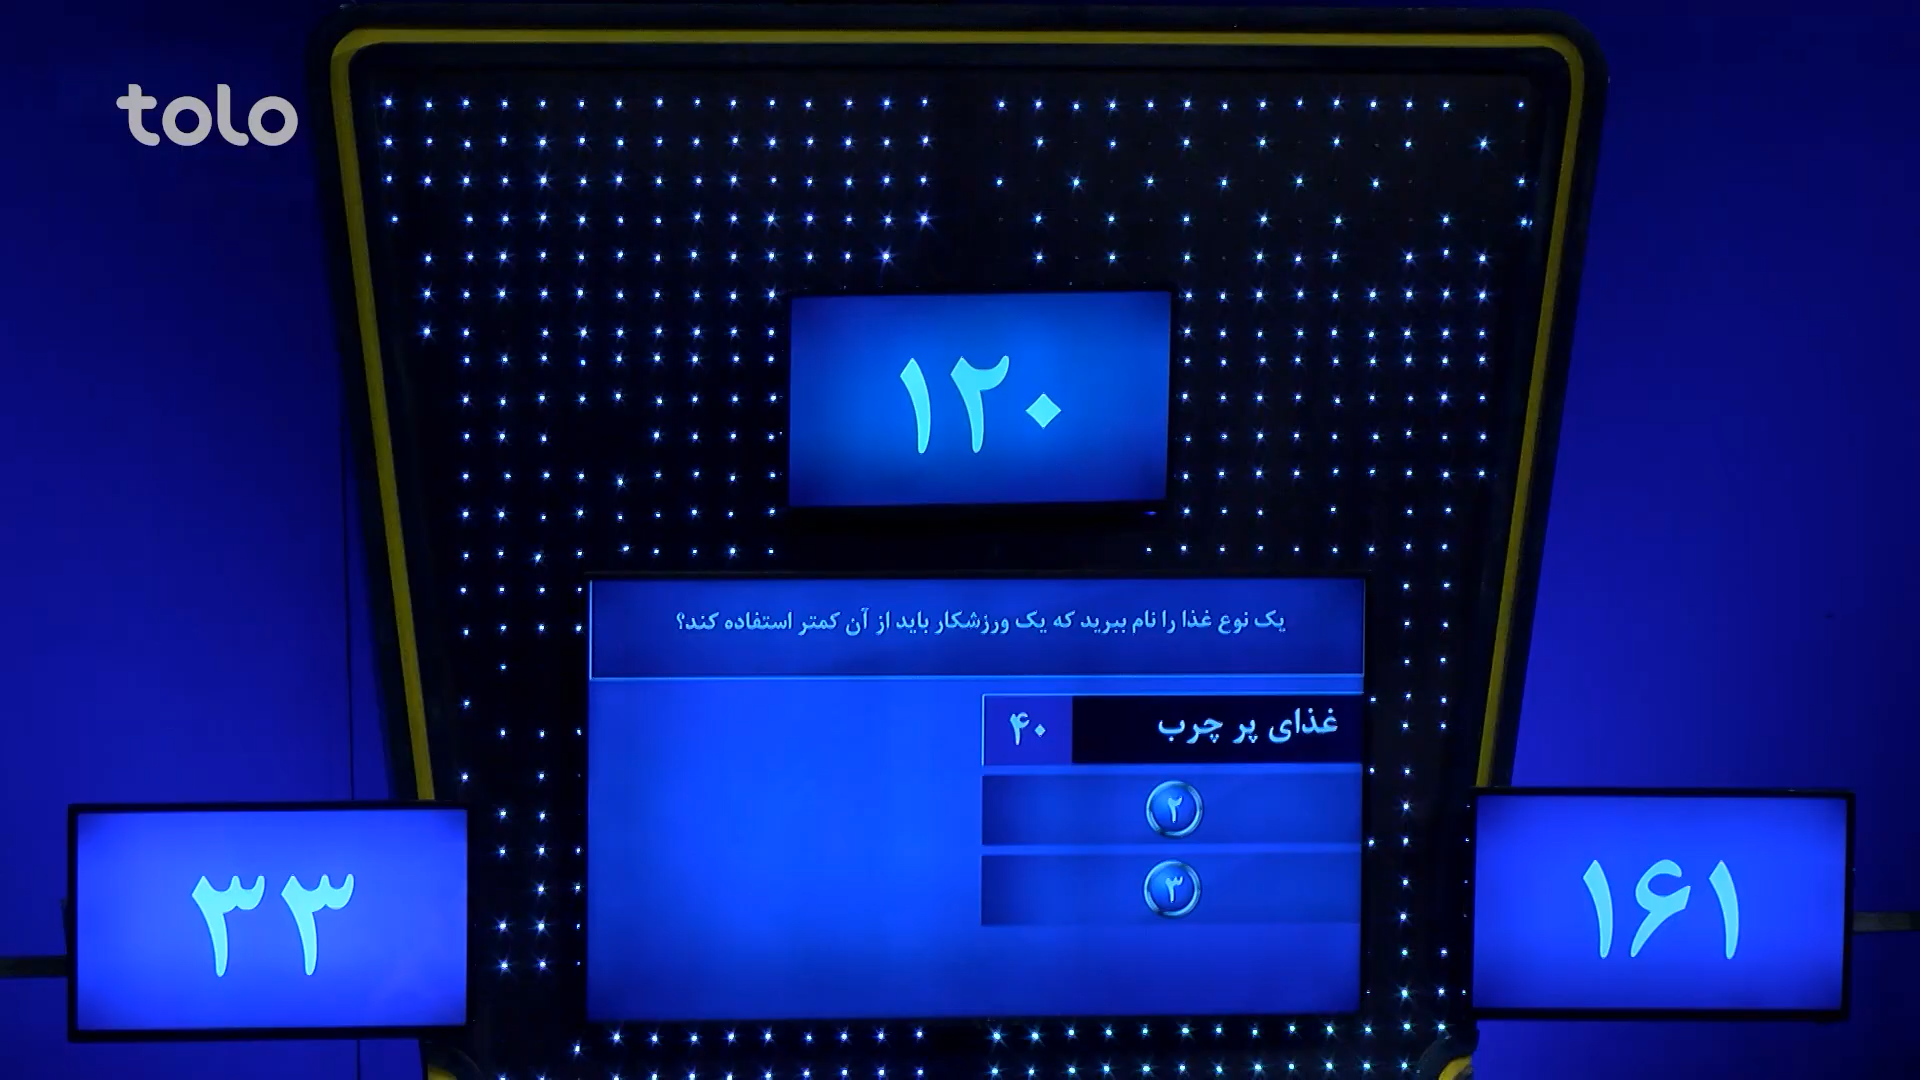 tolo
۱۲۰
یک نوع غذا را نام ببرید که یک ورزشکار باید از آن کمتر استفاده کند؟
غذای پر چرب ۴۰
۲
۳
۳۳
۱۶۱